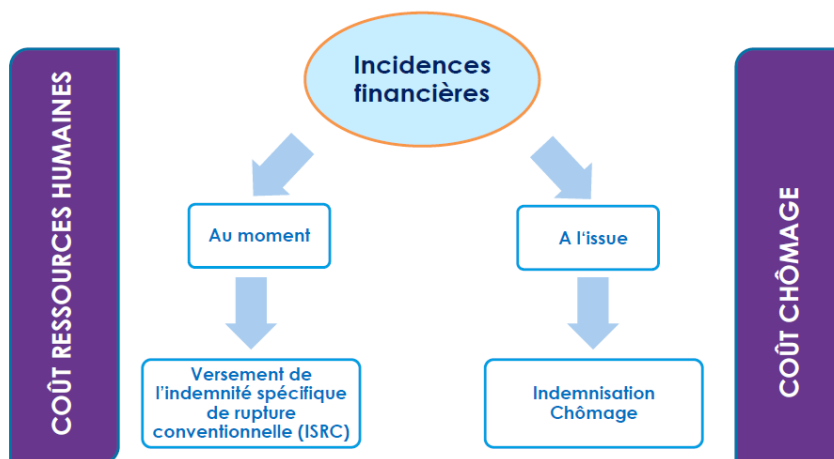 Incidences
financières
COÛT RESSOURCES HUMAINES
COÛT CHÔMAGE
Au moment
A l'issue
Versement de
l'indemnité spécifique
de rupture
conventionnelle (ISRC)
Indemnisation
Chômage